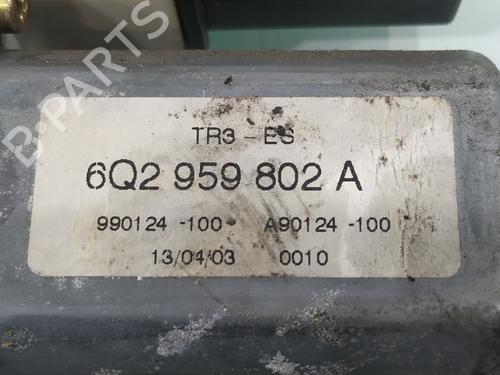 B-PARTS
TR3 - ES
6Q2 959 802 A
990124 -100 A90124 -100
13/04/03 0010